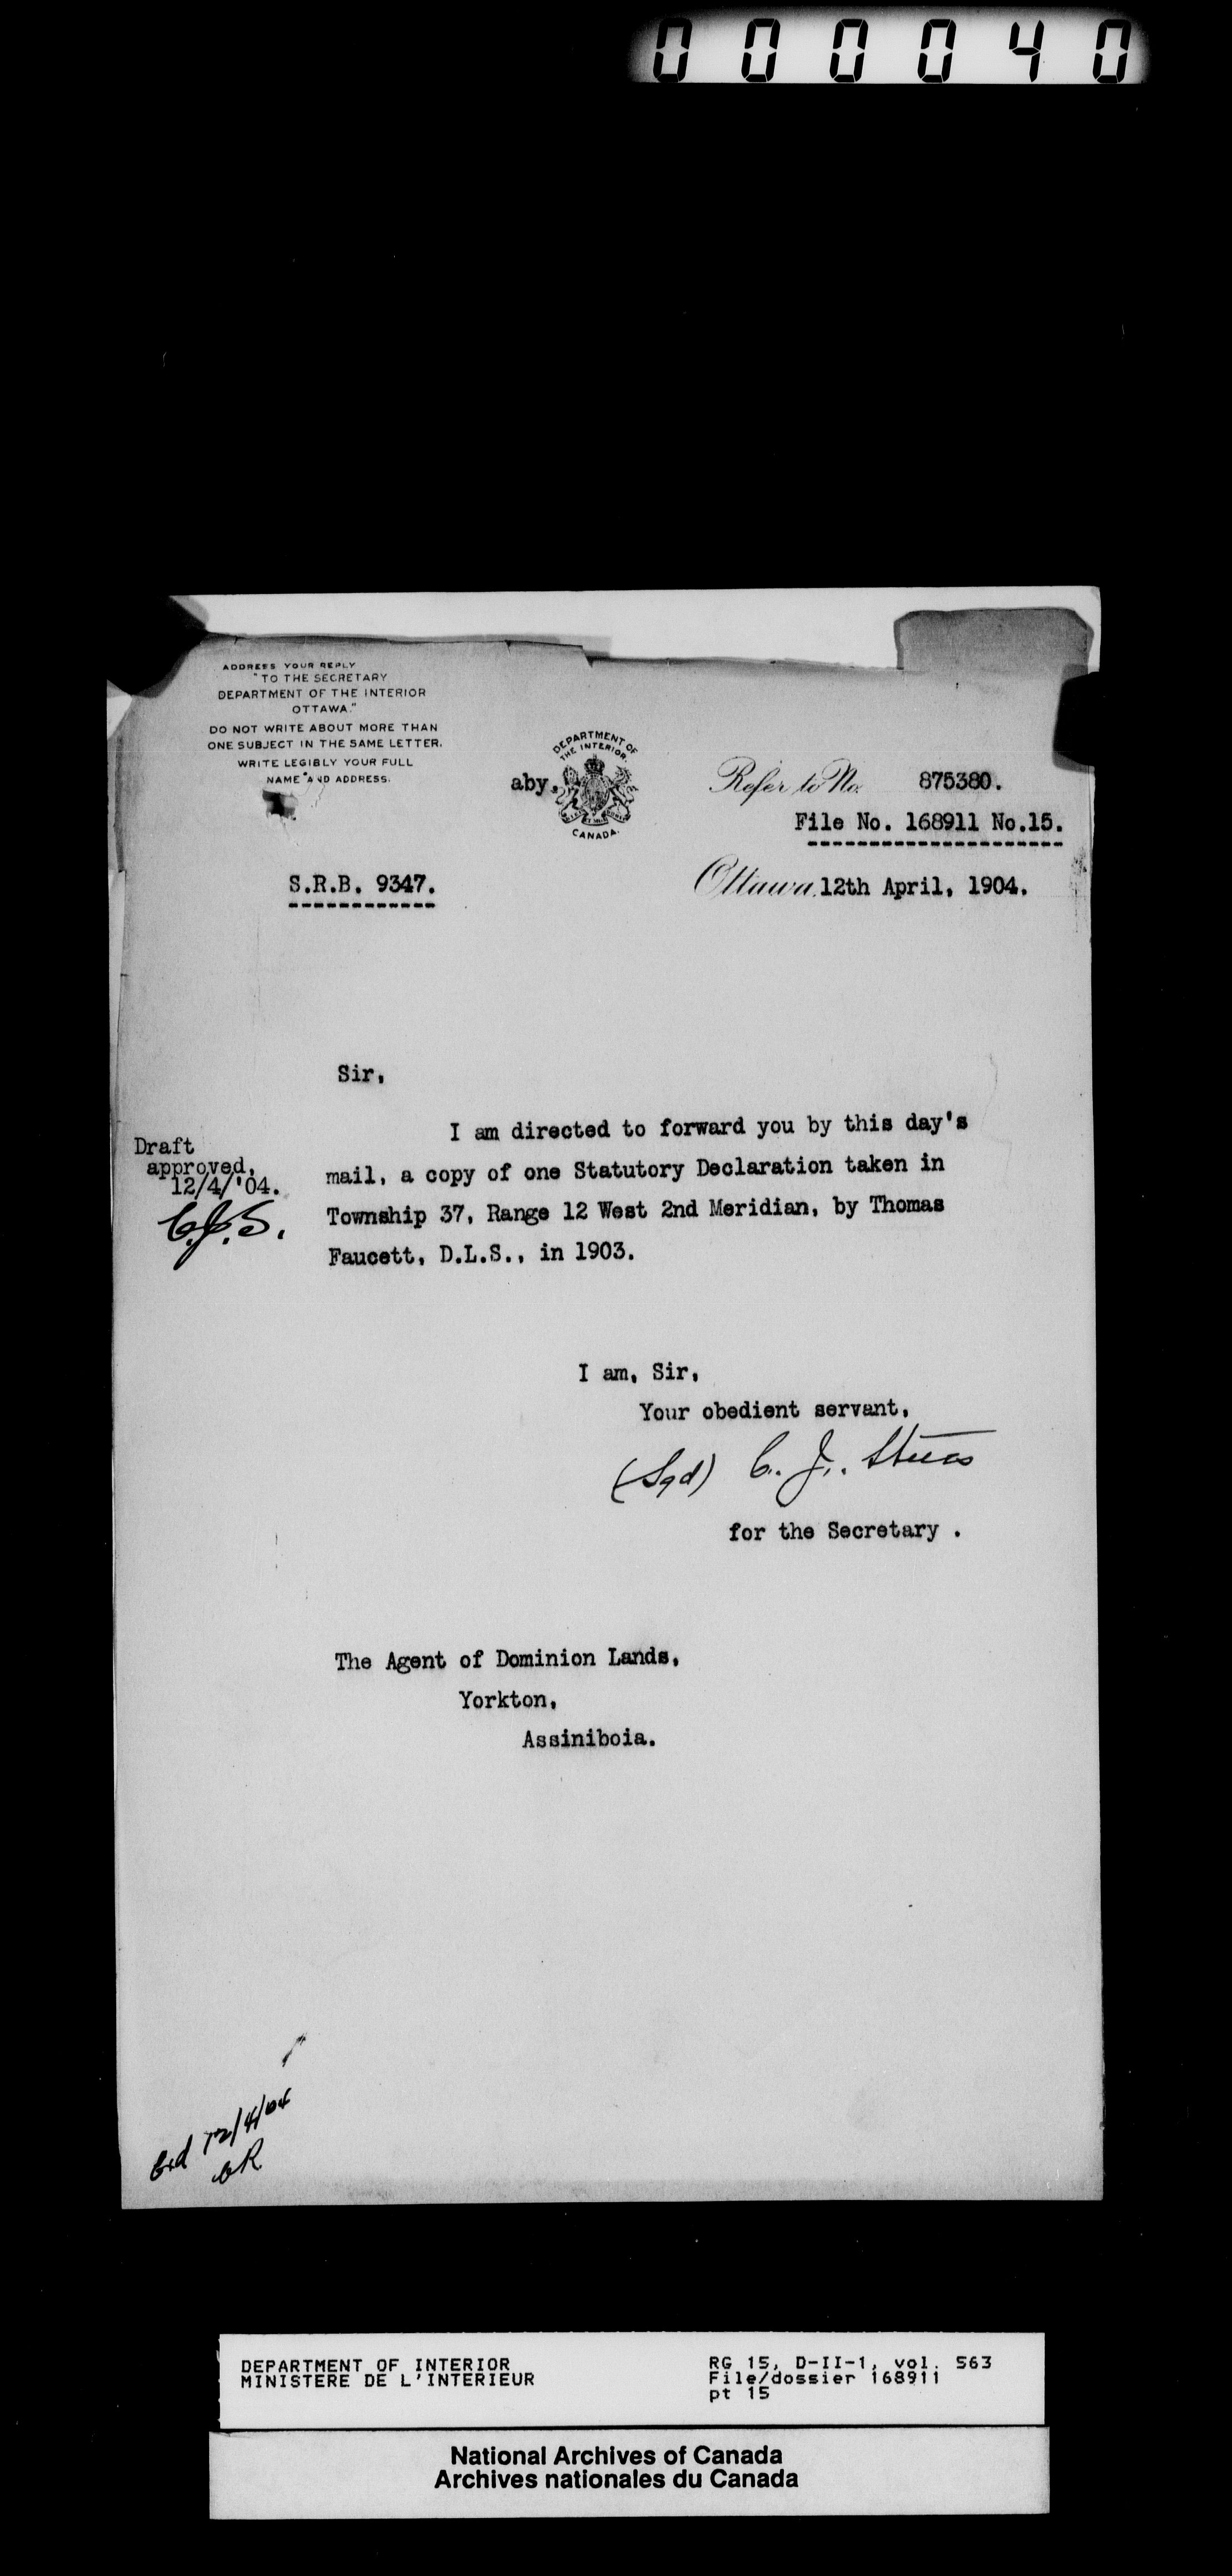 000040
ADDRESS YOUR REPLY
"TO THE SECRETARY
DEPARTMENT OF THE INTERIOR
OTTAWA."
DO NOT WRITE ABOUT MORE THAN
ONE SUBJECT IN THE SAME LETTER.
WRITE LEGIBLY YOUR FULL
NAME AND ADDRESS.
aby.
DEPARTMENT OF
THE INTERIOR.
CANADA.
Refer to No. 875380.
File No. 168911 No.15.
S.R.B. 9347.
Ottawa, 12th April, 1904.
Sir,
I am directed to forward you by this day's
mail, a copy of one Statutory Declaration taken in
Township 37, Range 12 West 2nd Meridian, by Thomas
Faucett, D.L.S., in 1903.
Draft
approved,
12/4/'04.
C.J.S.
I am, Sir,
Your obedient servant,
(Sgd) C. J.
for the Secretary .
The Agent of Dominion Lands,
Yorkton,
Assiniboia.
12/4/04
DEPARTMENT OF INTERIOR
MINISTERE DE L'INTERIEUR
RG 15, D-II-1, vol. 563
File/dossier 168911
pt 15
National Archives of Canada
Archives nationales du Canada